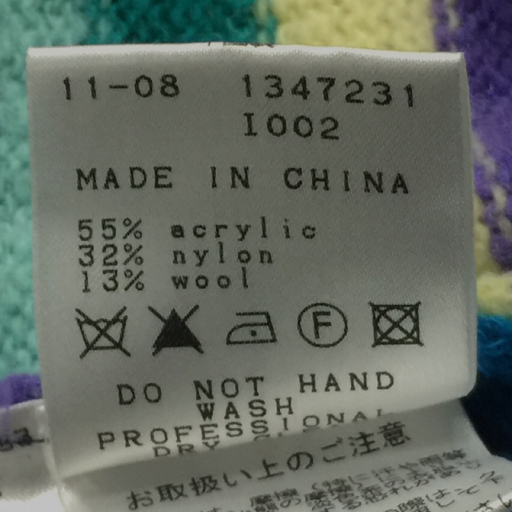 11-08 1347231
I002
MADE IN CHINA
55% acrylic
32% nylon
13% wool
F
DO NOT HAND
WASH
PROFESSIONAL
DRY
お取扱い上のご注意